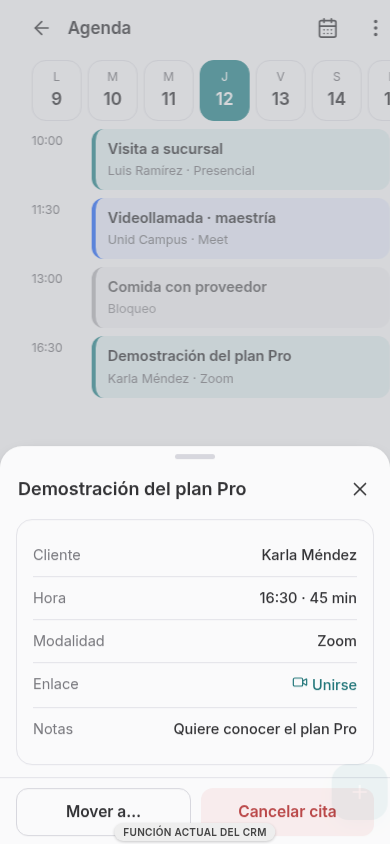 Agenda
L M M J V S
9 10 11 12 13 14
10:00
Visita a sucursal
Luis Ramírez · Presencial
11:30
Videollamada · maestría
Unid Campus · Meet
13:00
Comida con proveedor
Bloqueo
16:30
Demostración del plan Pro
Karla Méndez · Zoom
Demostración del plan Pro
Cliente Karla Méndez
Hora 16:30 · 45 min
Modalidad Zoom
Enlace Unirse
Notas Quiere conocer el plan Pro
Mover a... Cancelar cita
FUNCIÓN ACTUAL DEL CRM